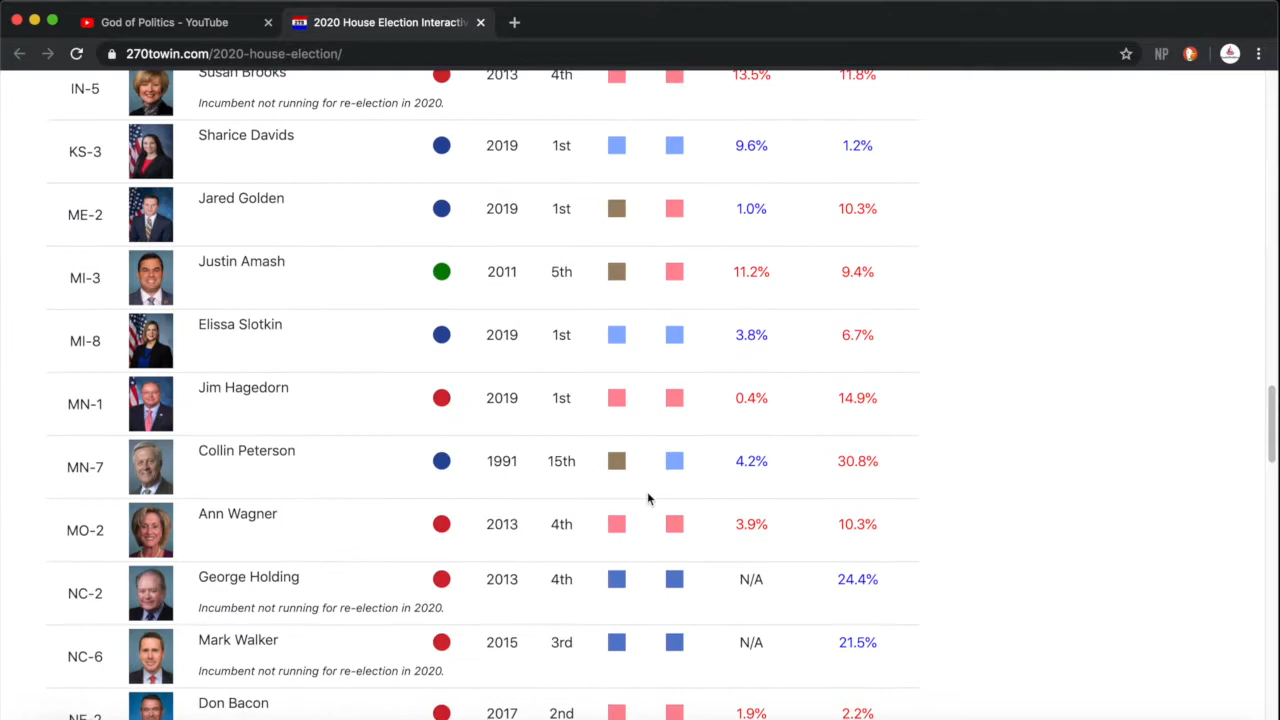 God of Politics - YouTube
2020 House Election Interactiv
270towin.com/2020-house-election/
NP
IN-5 Susan Brooks 2013 4th 13.5% 11.8%
Incumbent not running for re-election in 2020.
KS-3 Sharice Davids 2019 1st 9.6% 1.2%
ME-2 Jared Golden 2019 1st 1.0% 10.3%
MI-3 Justin Amash 2011 5th 11.2% 9.4%
MI-8 Elissa Slotkin 2019 1st 3.8% 6.7%
MN-1 Jim Hagedorn 2019 1st 0.4% 14.9%
MN-7 Collin Peterson 1991 15th 4.2% 30.8%
MO-2 Ann Wagner 2013 4th 3.9% 10.3%
NC-2 George Holding 2013 4th N/A 24.4%
Incumbent not running for re-election in 2020.
NC-6 Mark Walker 2015 3rd N/A 21.5%
Incumbent not running for re-election in 2020.
NE-2 Don Bacon 2017 2nd 1.9% 2.2%